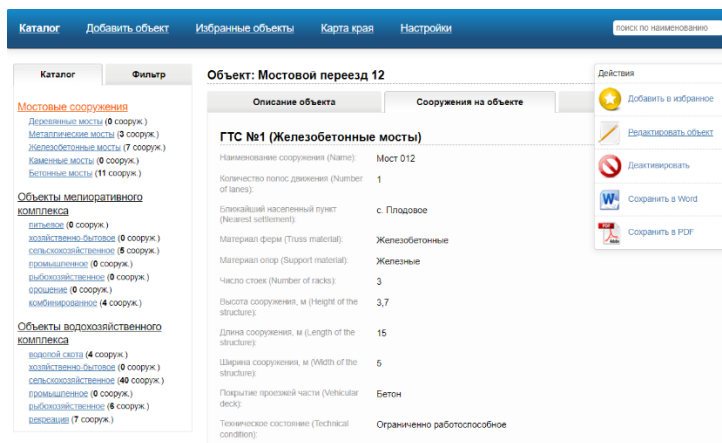 Каталог Добавить объект Избранные объекты Карта края Настройки поиск по наименованию
Каталог Фильтр
Мостовые сооружения
Деревянные мосты (0 сооруж.)
Металлические мосты (3 сооруж.)
Железобетонные мосты (7 сооруж.)
Каменные мосты (0 сооруж.)
Бетонные мосты (11 сооруж.)
Объекты мелиоративного
комплекса
питьевое (0 сооруж.)
хозяйственно-бытовое (0 сооруж.)
сельскохозяйственное (5 сооруж.)
промышленное (0 сооруж.)
рыбохозяйственное (0 сооруж.)
орошение (0 сооруж.)
комбинированное (4 сооруж.)
Объекты водохозяйственного
комплекса
водопой скота (4 сооруж.)
хозяйственно-бытовое (0 сооруж.)
сельскохозяйственное (40 сооруж.)
промышленное (0 сооруж.)
рыбохозяйственное (6 сооруж.)
рекреация (7 сооруж.)
Объект: Мостовой переезд 12
Описание объекта Сооружения на объекте
ГТС №1 (Железобетонные мосты)
Наименование сооружения (Name): Мост 012
Количество полос движения (Number
of lanes): 1
Ближайший населенный пункт
(Nearest settlement): с. Плодовое
Материал ферм (Truss material): Железобетонные
Материал опор (Support material): Железные
Число стоек (Number of racks): 3
Высота сооружения, м (Height of the
structure): 3,7
Длина сооружения, м (Length of the
structure): 15
Ширина сооружения, м (Width of the
structure): 5
Покрытие проезжей части (Vehicular
deck): Бетон
Техническое состояние (Technical
condition): Ограниченно работоспособное
Действия
Добавить в избранное
Редактировать объект
Деактивировать
W Сохранить в Word
PDF Adobe Сохранить в PDF